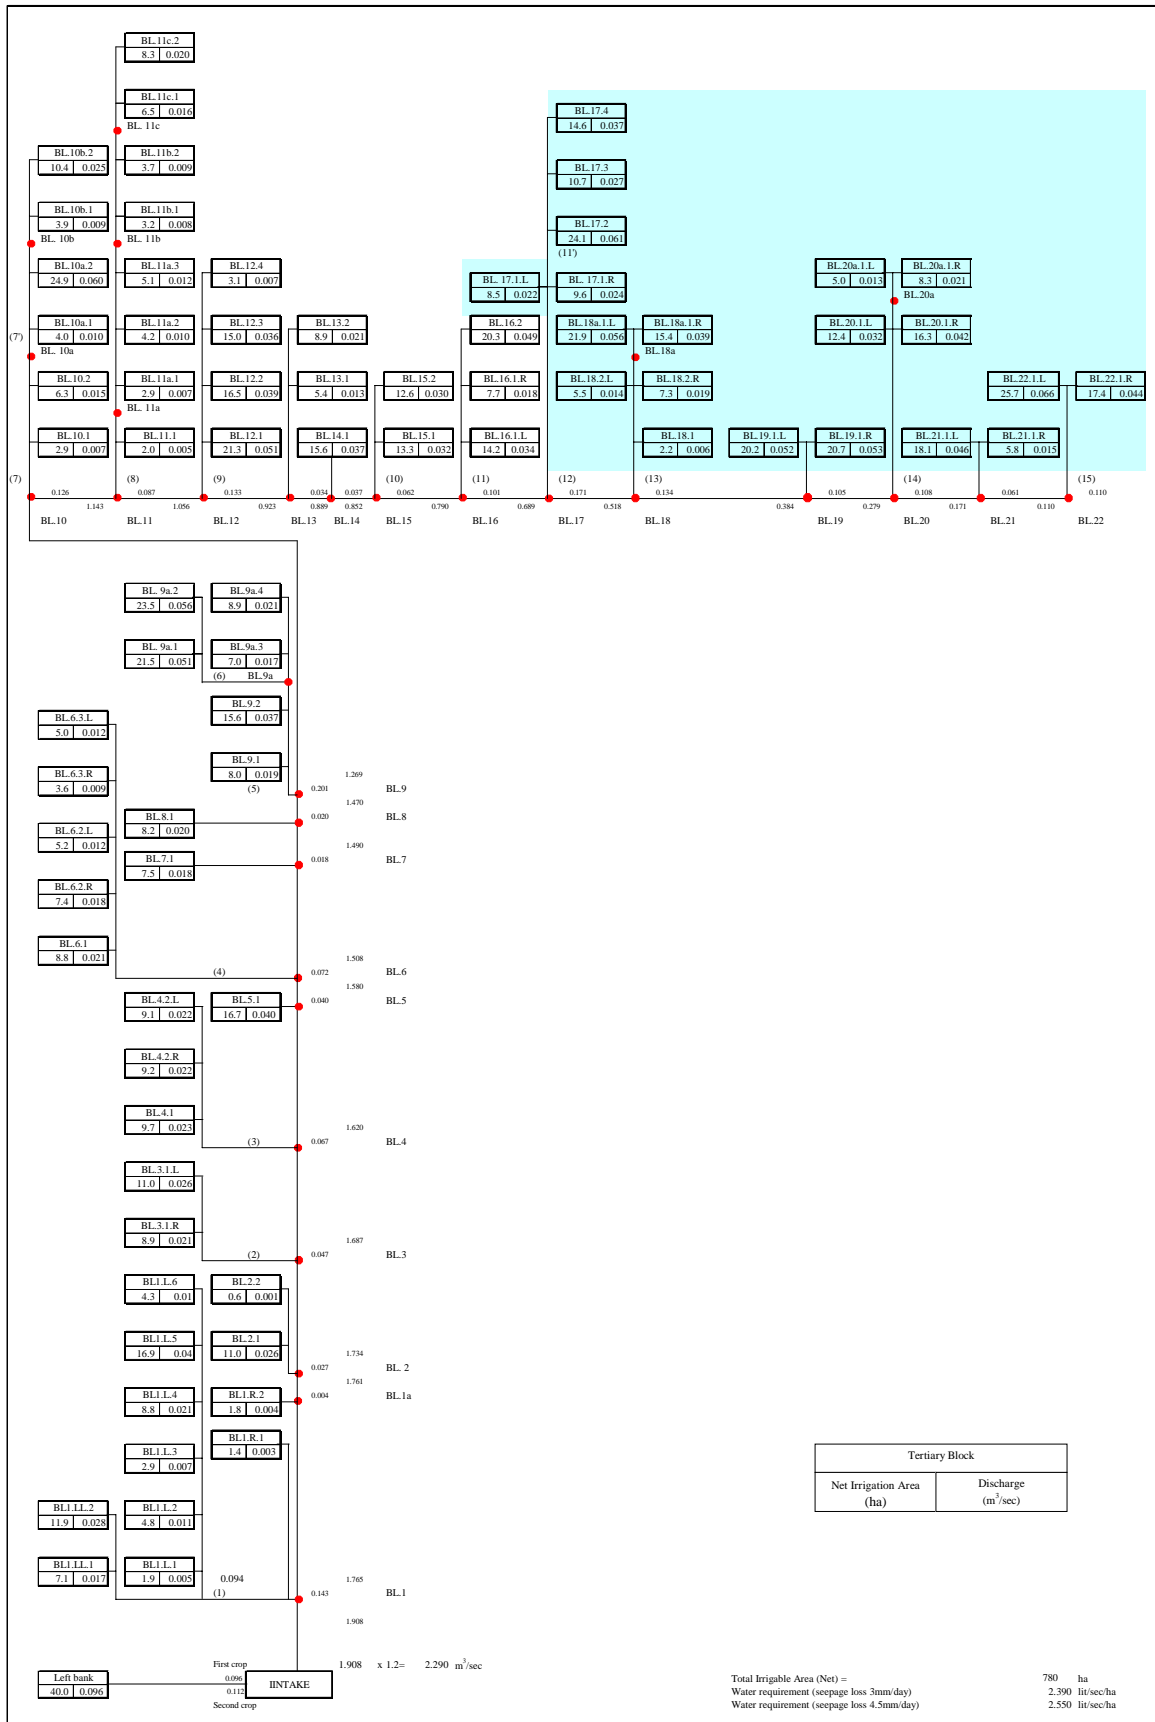 BL.11c.2
8.3 0.020
BL.11c.1
6.5 0.016
BL. 11c
BL.17.4
14.6 0.037
BL.10b.2
10.4 0.025
BL.11b.2
3.7 0.009
BL.17.3
10.7 0.027
BL.10b.1
3.9 0.009
BL.11b.1
3.2 0.008
BL.17.2
24.1 0.061
BL. 10b
BL. 11b
(11')
BL.10a.2
24.9 0.060
BL.11a.3
5.1 0.012
BL.12.4
3.1 0.007
BL. 17.1.L
8.5 0.022
BL. 17.1.R
9.6 0.024
BL.20a.1.L
5.0 0.013
BL.20a.1.R
8.3 0.021
BL.20a
(7')
BL.10a.1
4.0 0.010
BL.11a.2
4.2 0.010
BL.12.3
15.0 0.036
BL.13.2
8.9 0.021
BL.16.2
20.3 0.049
BL.18a.1.L
21.9 0.056
BL.18a.1.R
15.4 0.039
BL.20.1.L
12.4 0.032
BL.20.1.R
16.3 0.042
BL. 10a
BL.18a
BL.10.2
6.3 0.015
BL.11a.1
2.9 0.007
BL.12.2
16.5 0.039
BL.13.1
5.4 0.013
BL.15.2
12.6 0.030
BL.16.1.R
7.7 0.018
BL.18.2.L
5.5 0.014
BL.18.2.R
7.3 0.019
BL.22.1.L
25.7 0.066
BL.22.1.R
17.4 0.044
BL. 11a
BL.10.1
2.9 0.007
BL.11.1
2.0 0.005
BL.12.1
21.3 0.051
BL.14.1
15.6 0.037
BL.15.1
13.3 0.032
BL.16.1.L
14.2 0.034
BL.18.1
2.2 0.006
BL.19.1.L
20.2 0.052
BL.19.1.R
20.7 0.053
BL.21.1.L
18.1 0.046
BL.21.1.R
5.8 0.015
(7) (8) (9) (10) (11) (12) (13) (14) (15)
0.126 0.087 0.133 0.034 0.037 0.062 0.101 0.171 0.134 0.105 0.108 0.061 0.110
1.143 1.056 0.923 0.889 0.852 0.790 0.689 0.518 0.384 0.279 0.171 0.110
BL.10 BL.11 BL.12 BL.13 BL.14 BL.15 BL.16 BL.17 BL.18 BL.19 BL.20 BL.21 BL.22
BL. 9a.2
23.5 0.056
BL.9a.4
8.9 0.021
BL. 9a.1
21.5 0.051
BL.9a.3
7.0 0.017
(6) BL.9a
BL.9.2
15.6 0.037
BL.6.3.L
5.0 0.012
BL.9.1
8.0 0.019
BL.6.3.R
3.6 0.009
(5)
1.269
0.201 BL.9
1.470
BL.8.1
8.2 0.020
0.020 BL.8
BL.6.2.L
5.2 0.012
1.490
BL.7.1
7.5 0.018
0.018 BL.7
BL.6.2.R
7.4 0.018
BL.6.1
8.8 0.021
1.508
(4) 0.072 BL.6
1.580
BL.4.2.L
9.1 0.022
BL.5.1
16.7 0.040
0.040 BL.5
BL.4.2.R
9.2 0.022
BL.4.1
9.7 0.023
1.620
(3) 0.067 BL.4
BL.3.1.L
11.0 0.026
BL.3.1.R
8.9 0.021
1.687
(2) 0.047 BL.3
BL1.L.6
4.3 0.01
BL.2.2
0.6 0.001
BL1.L.5
16.9 0.04
BL.2.1
11.0 0.026
1.734
0.027 BL. 2
1.761
BL1.L.4
8.8 0.021
BL1.R.2
1.8 0.004
0.004 BL.1a
BL1.R.1
1.4 0.003
BL1.L.3
2.9 0.007
Tertiary Block
Net Irrigation Area
(ha)
Discharge
(m³/sec)
BL1.LL.2
11.9 0.028
BL1.L.2
4.8 0.011
BL1.LL.1
7.1 0.017
BL1.L.1
1.9 0.005
0.094
1.765
(1) 0.143 BL.1
1.908
First crop
1.908 x 1.2= 2.290 m³/sec
Left bank
40.0 0.096
0.096
0.112
IINTAKE
Second crop
Total Irrigable Area (Net) = 780 ha
Water requirement (seepage loss 3mm/day) 2.390 lit/sec/ha
Water requirement (seepage loss 4.5mm/day) 2.550 lit/sec/ha